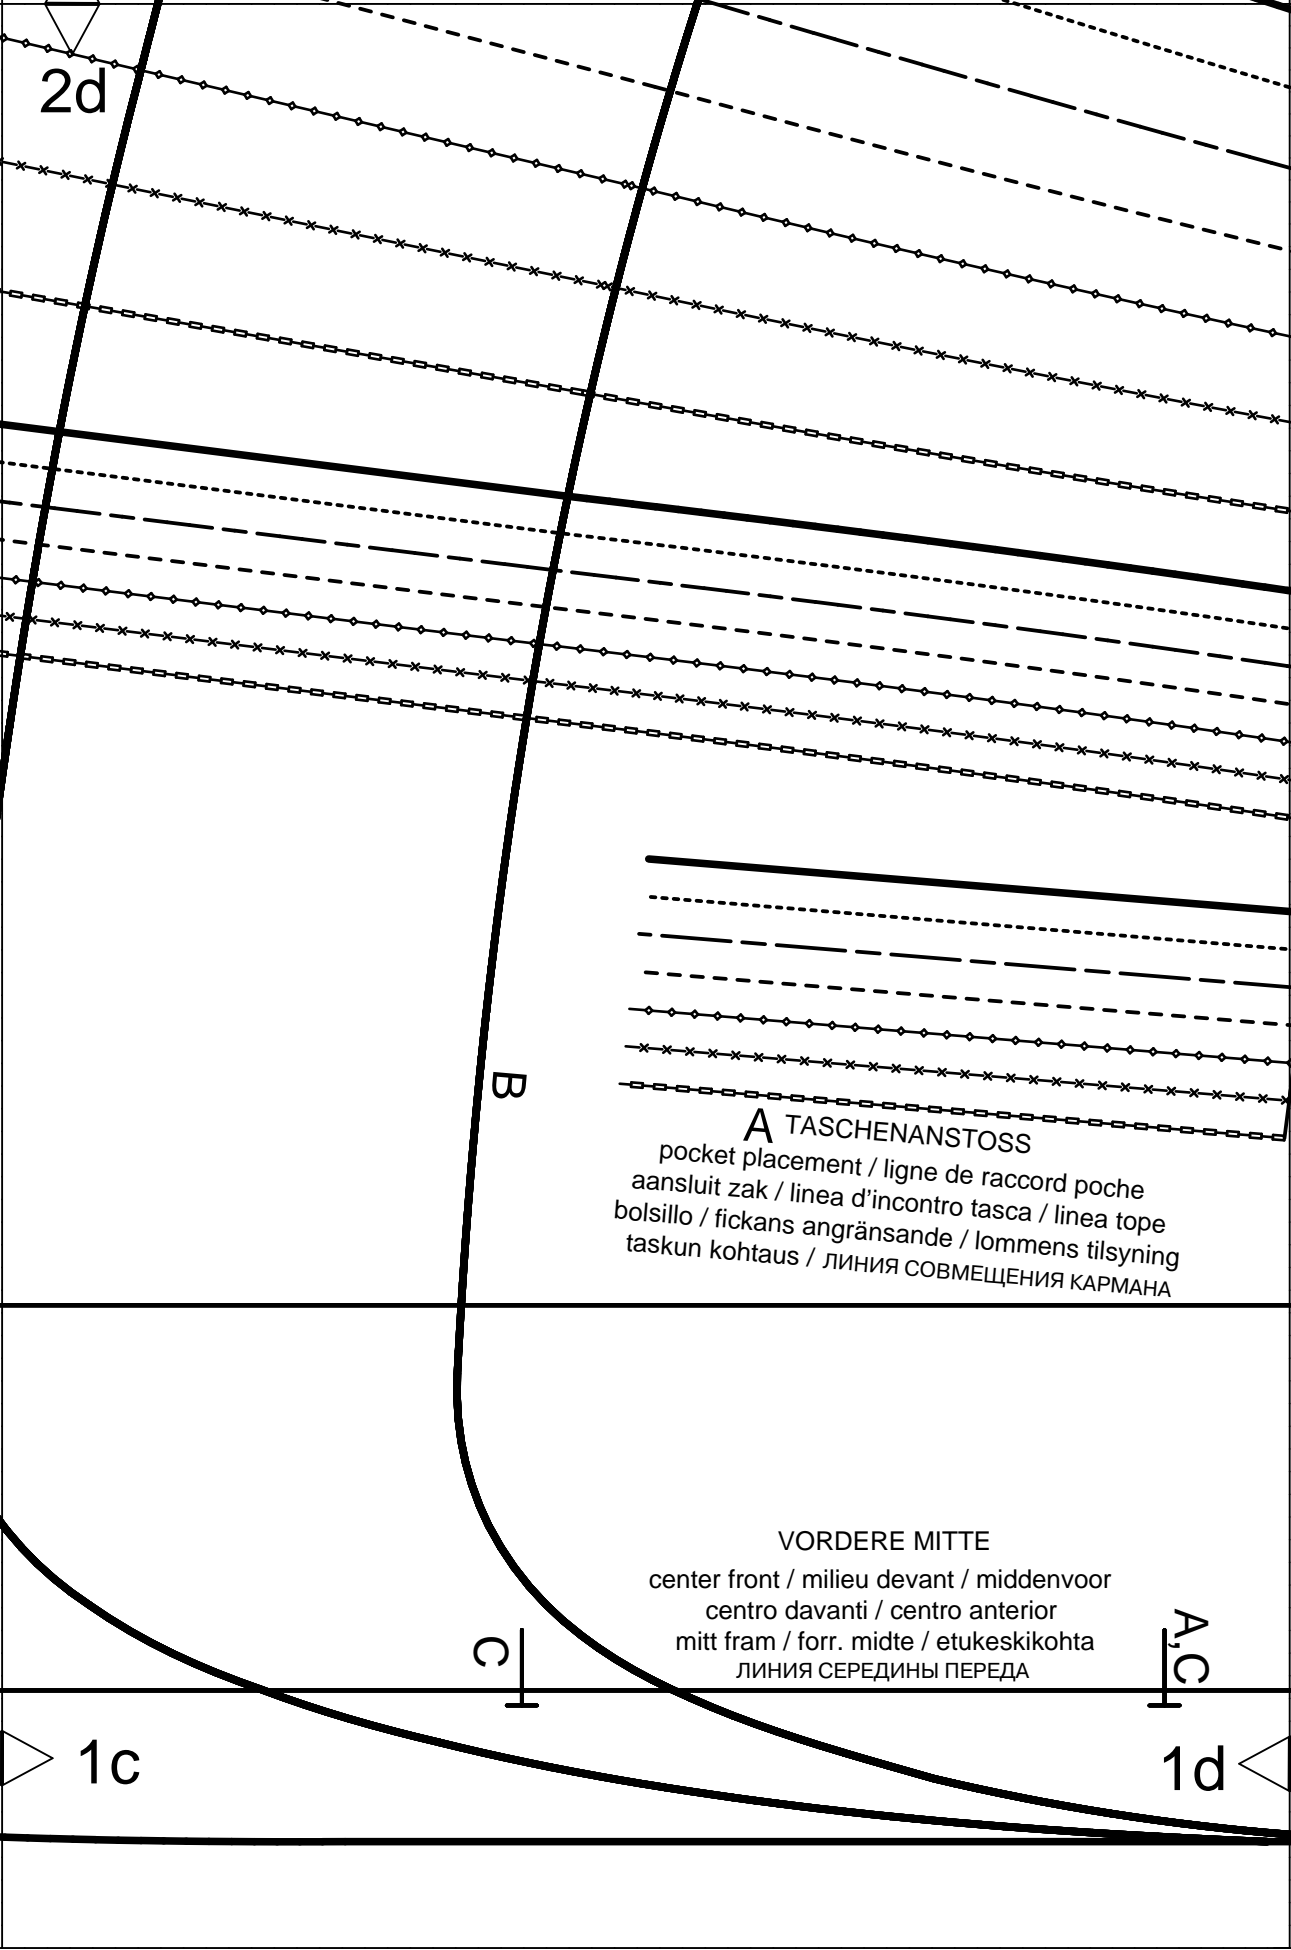 2d
B
A TASCHENANSTOSS
pocket placement / ligne de raccord poche
aansluit zak / linea d'incontro tasca / linea tope
bolsillo / fickans angränsande / lommens tilsyning
taskun kohtaus / ЛИНИЯ СОВМЕЩЕНИЯ КАРМАНА
VORDERE MITTE
center front / milieu devant / middenvoor
centro davanti / centro anterior
mitt fram / forr. midte / etukeskikohta
ЛИНИЯ СЕРЕДИНЫ ПЕРЕДА
C
A,C
1c
1d